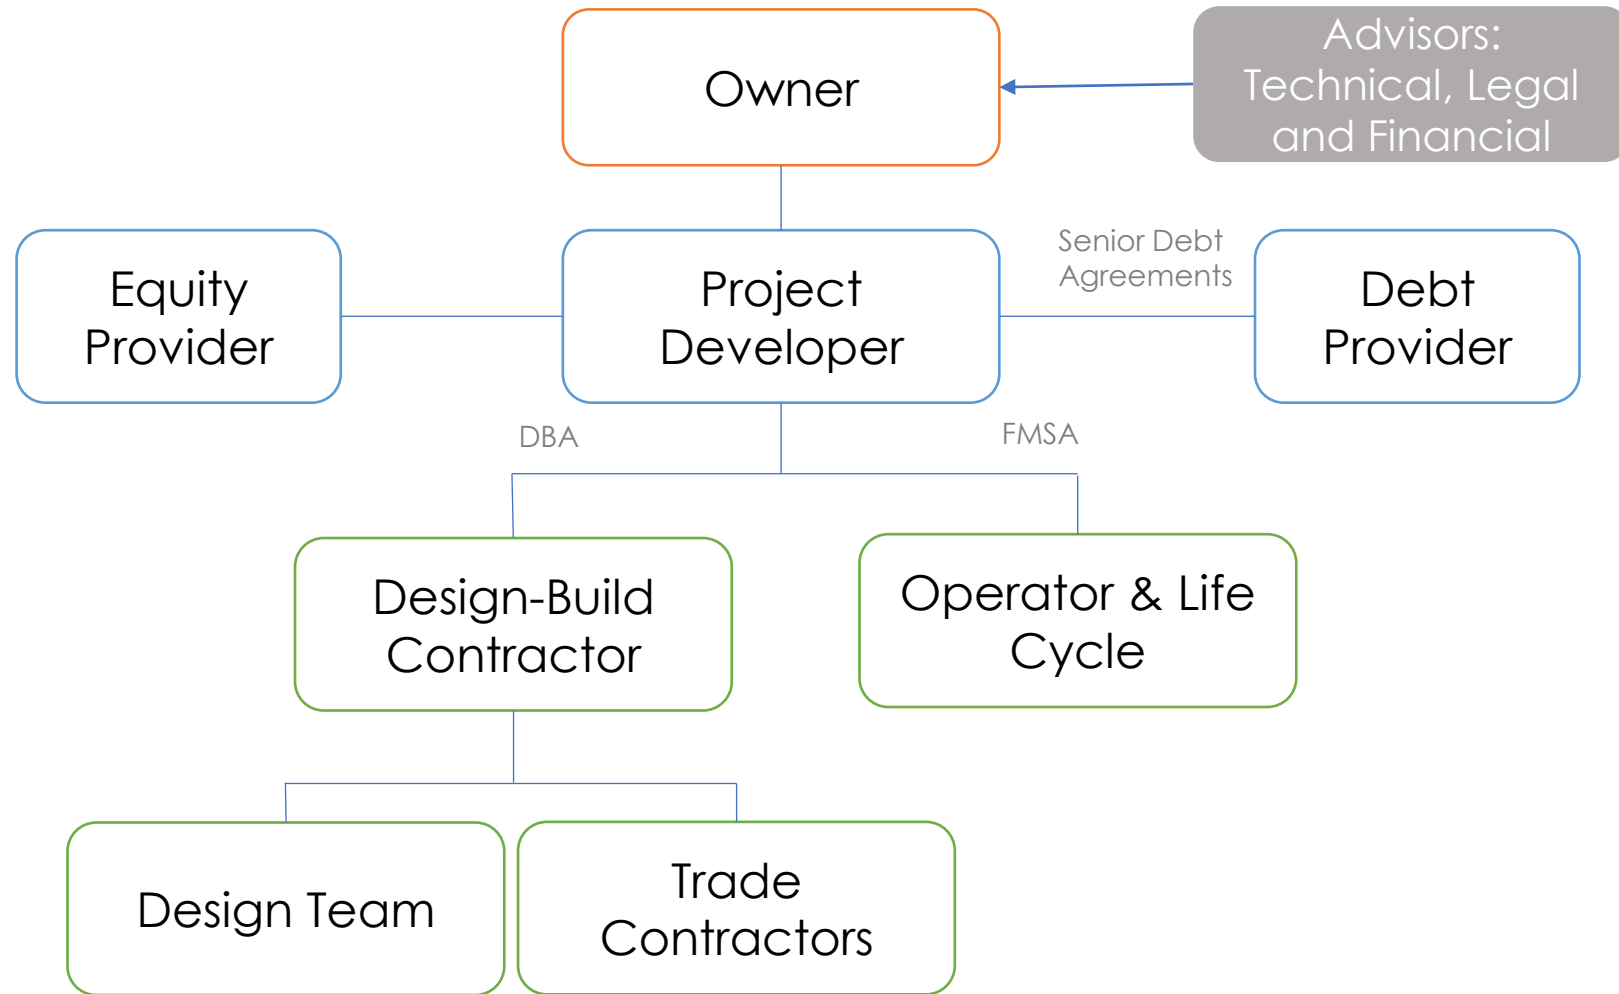 Owner
Advisors:
Technical, Legal
and Financial
Equity
Provider
Project
Developer
Senior Debt
Agreements
Debt
Provider
DBA
FMSA
Design-Build
Contractor
Operator & Life
Cycle
Design Team
Trade
Contractors